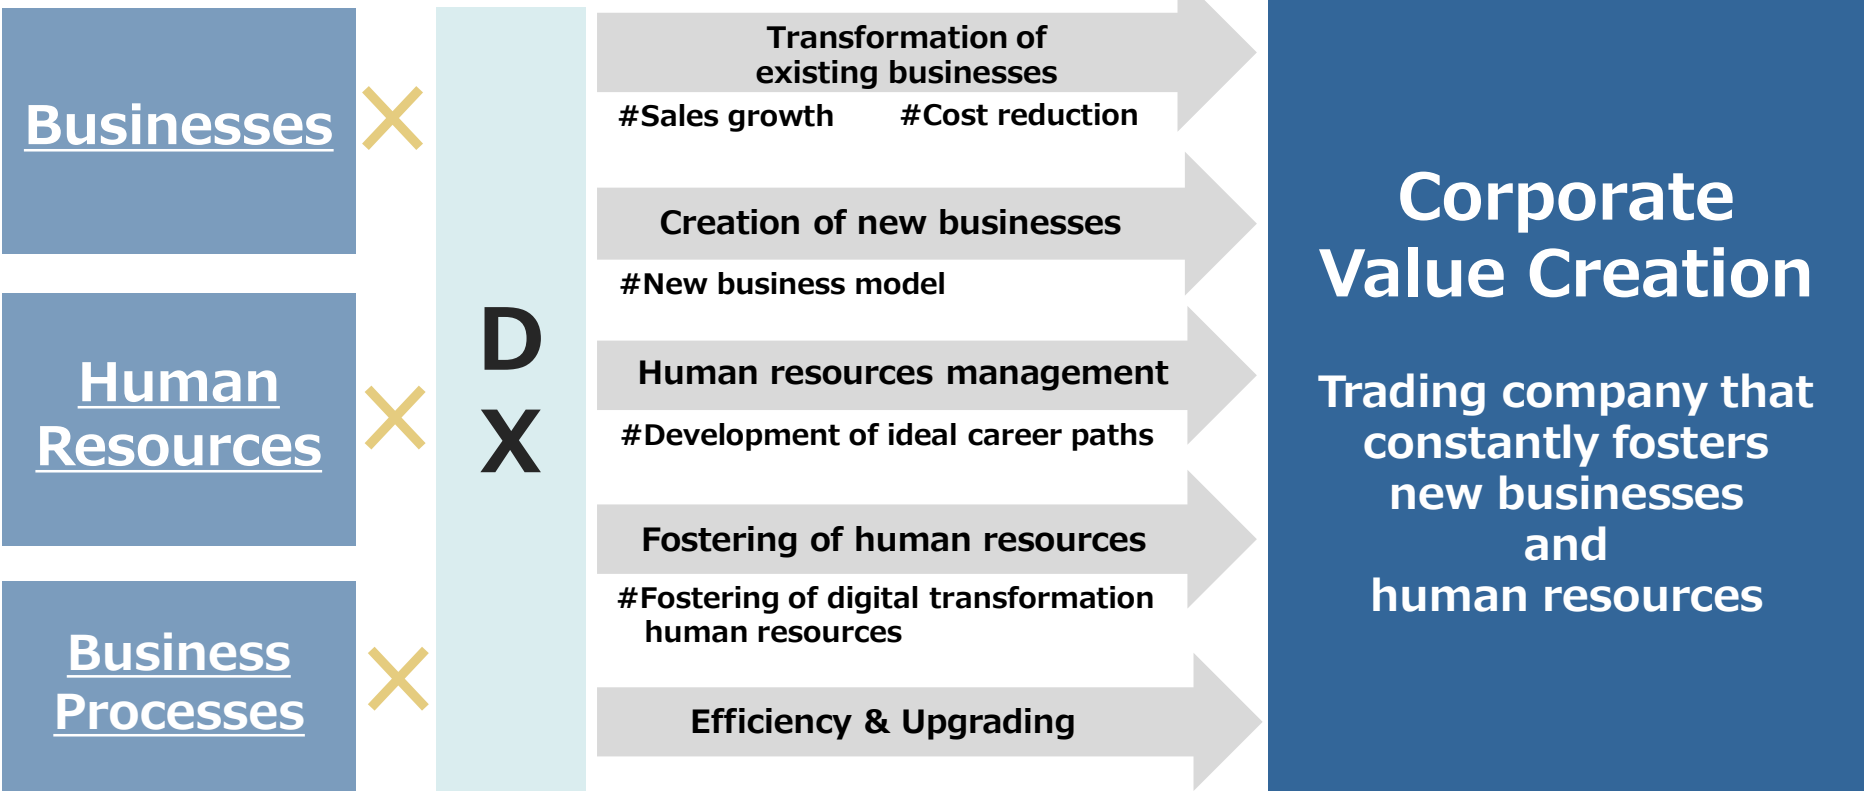 Businesses
×
Human
Resources
×
Business
Processes
×
D
X
Transformation of
existing businesses
#Sales growth #Cost reduction
Creation of new businesses
#New business model
Human resources management
#Development of ideal career paths
Fostering of human resources
#Fostering of digital transformation
human resources
Efficiency & Upgrading
Corporate
Value Creation
Trading company that
constantly fosters
new businesses
and
human resources